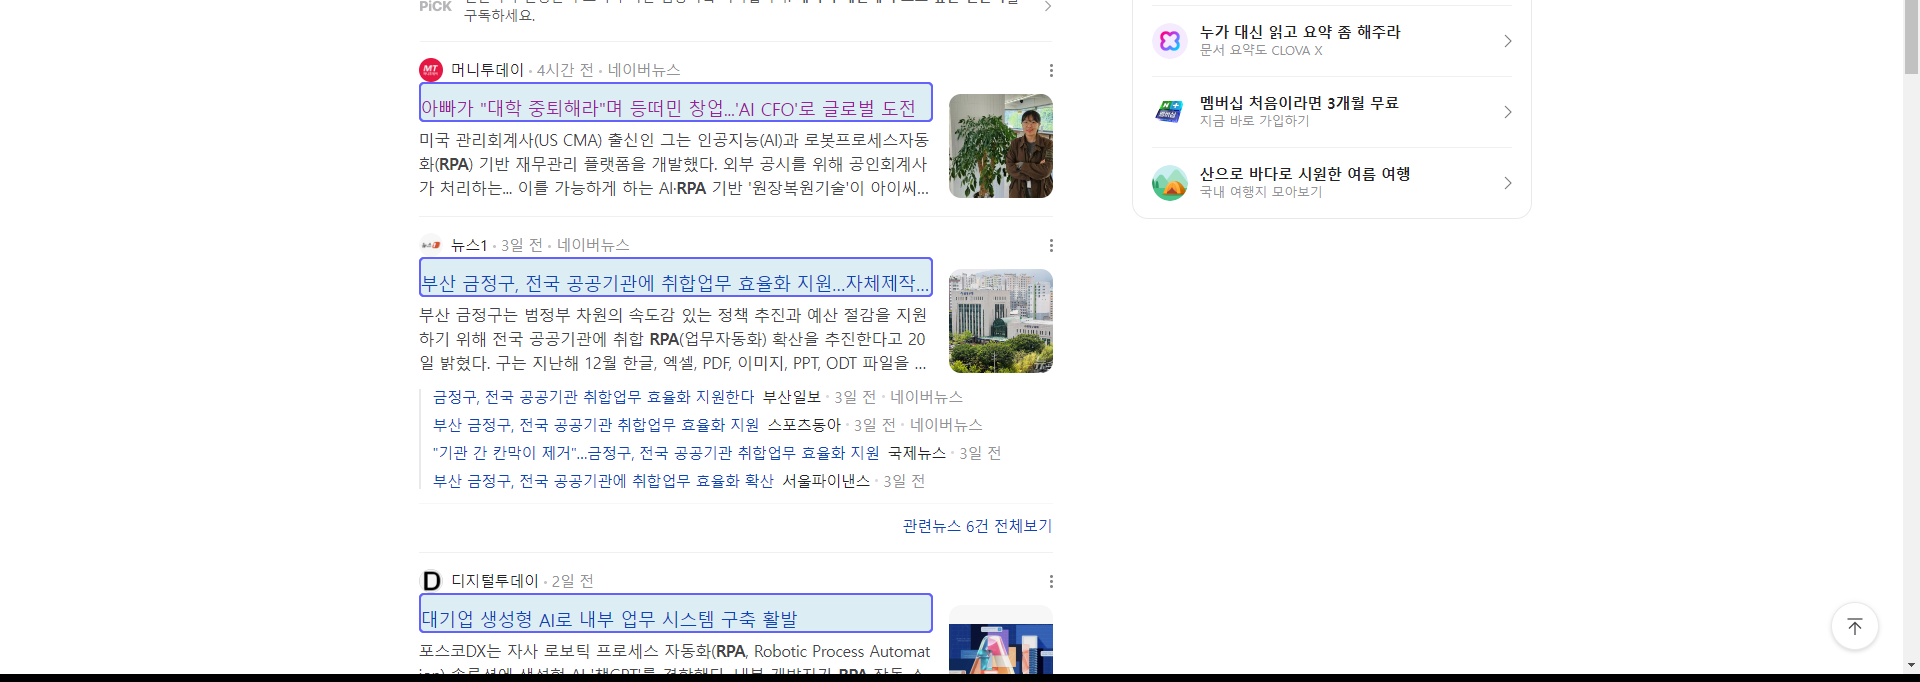 PiCK
구독하세요.
머니투데이 · 4시간 전 · 네이버뉴스
아빠가 "대학 중퇴해라"며 등떠민 창업...'AI CFO'로 글로벌 도전
미국 관리회계사(US CMA) 출신인 그는 인공지능(AI)과 로봇프로세스자동
화(RPA) 기반 재무관리 플랫폼을 개발했다. 외부 공시를 위해 공인회계사
가 처리하는... 이를 가능하게 하는 AI·RPA 기반 '원장복원기술'이 아이씨...
뉴스1 · 3일 전 · 네이버뉴스
부산 금정구, 전국 공공기관에 취합업무 효율화 지원…자체제작...
부산 금정구는 범정부 차원의 속도감 있는 정책 추진과 예산 절감을 지원
하기 위해 전국 공공기관에 취합 RPA(업무자동화) 확산을 추진한다고 20
일 밝혔다. 구는 지난해 12월 한글, 엑셀, PDF, 이미지, PPT, ODT 파일을 ...
금정구, 전국 공공기관 취합업무 효율화 지원한다 부산일보 · 3일 전 · 네이버뉴스
부산 금정구, 전국 공공기관 취합업무 효율화 지원 스포츠동아 · 3일 전 · 네이버뉴스
"기관 간 칸막이 제거"...금정구, 전국 공공기관 취합업무 효율화 지원 국제뉴스 · 3일 전
부산 금정구, 전국 공공기관에 취합업무 효율화 확산 서울파이낸스 · 3일 전
관련뉴스 6건 전체보기
D 디지털투데이 · 2일 전
대기업 생성형 AI로 내부 업무 시스템 구축 활발
포스코DX는 자사 로보틱 프로세스 자동화(RPA, Robotic Process Automat
누가 대신 읽고 요약 좀 해주라
문서 요약도 CLOVA X
멤버십 처음이라면 3개월 무료
지금 바로 가입하기
산으로 바다로 시원한 여름 여행
국내 여행지 모아보기